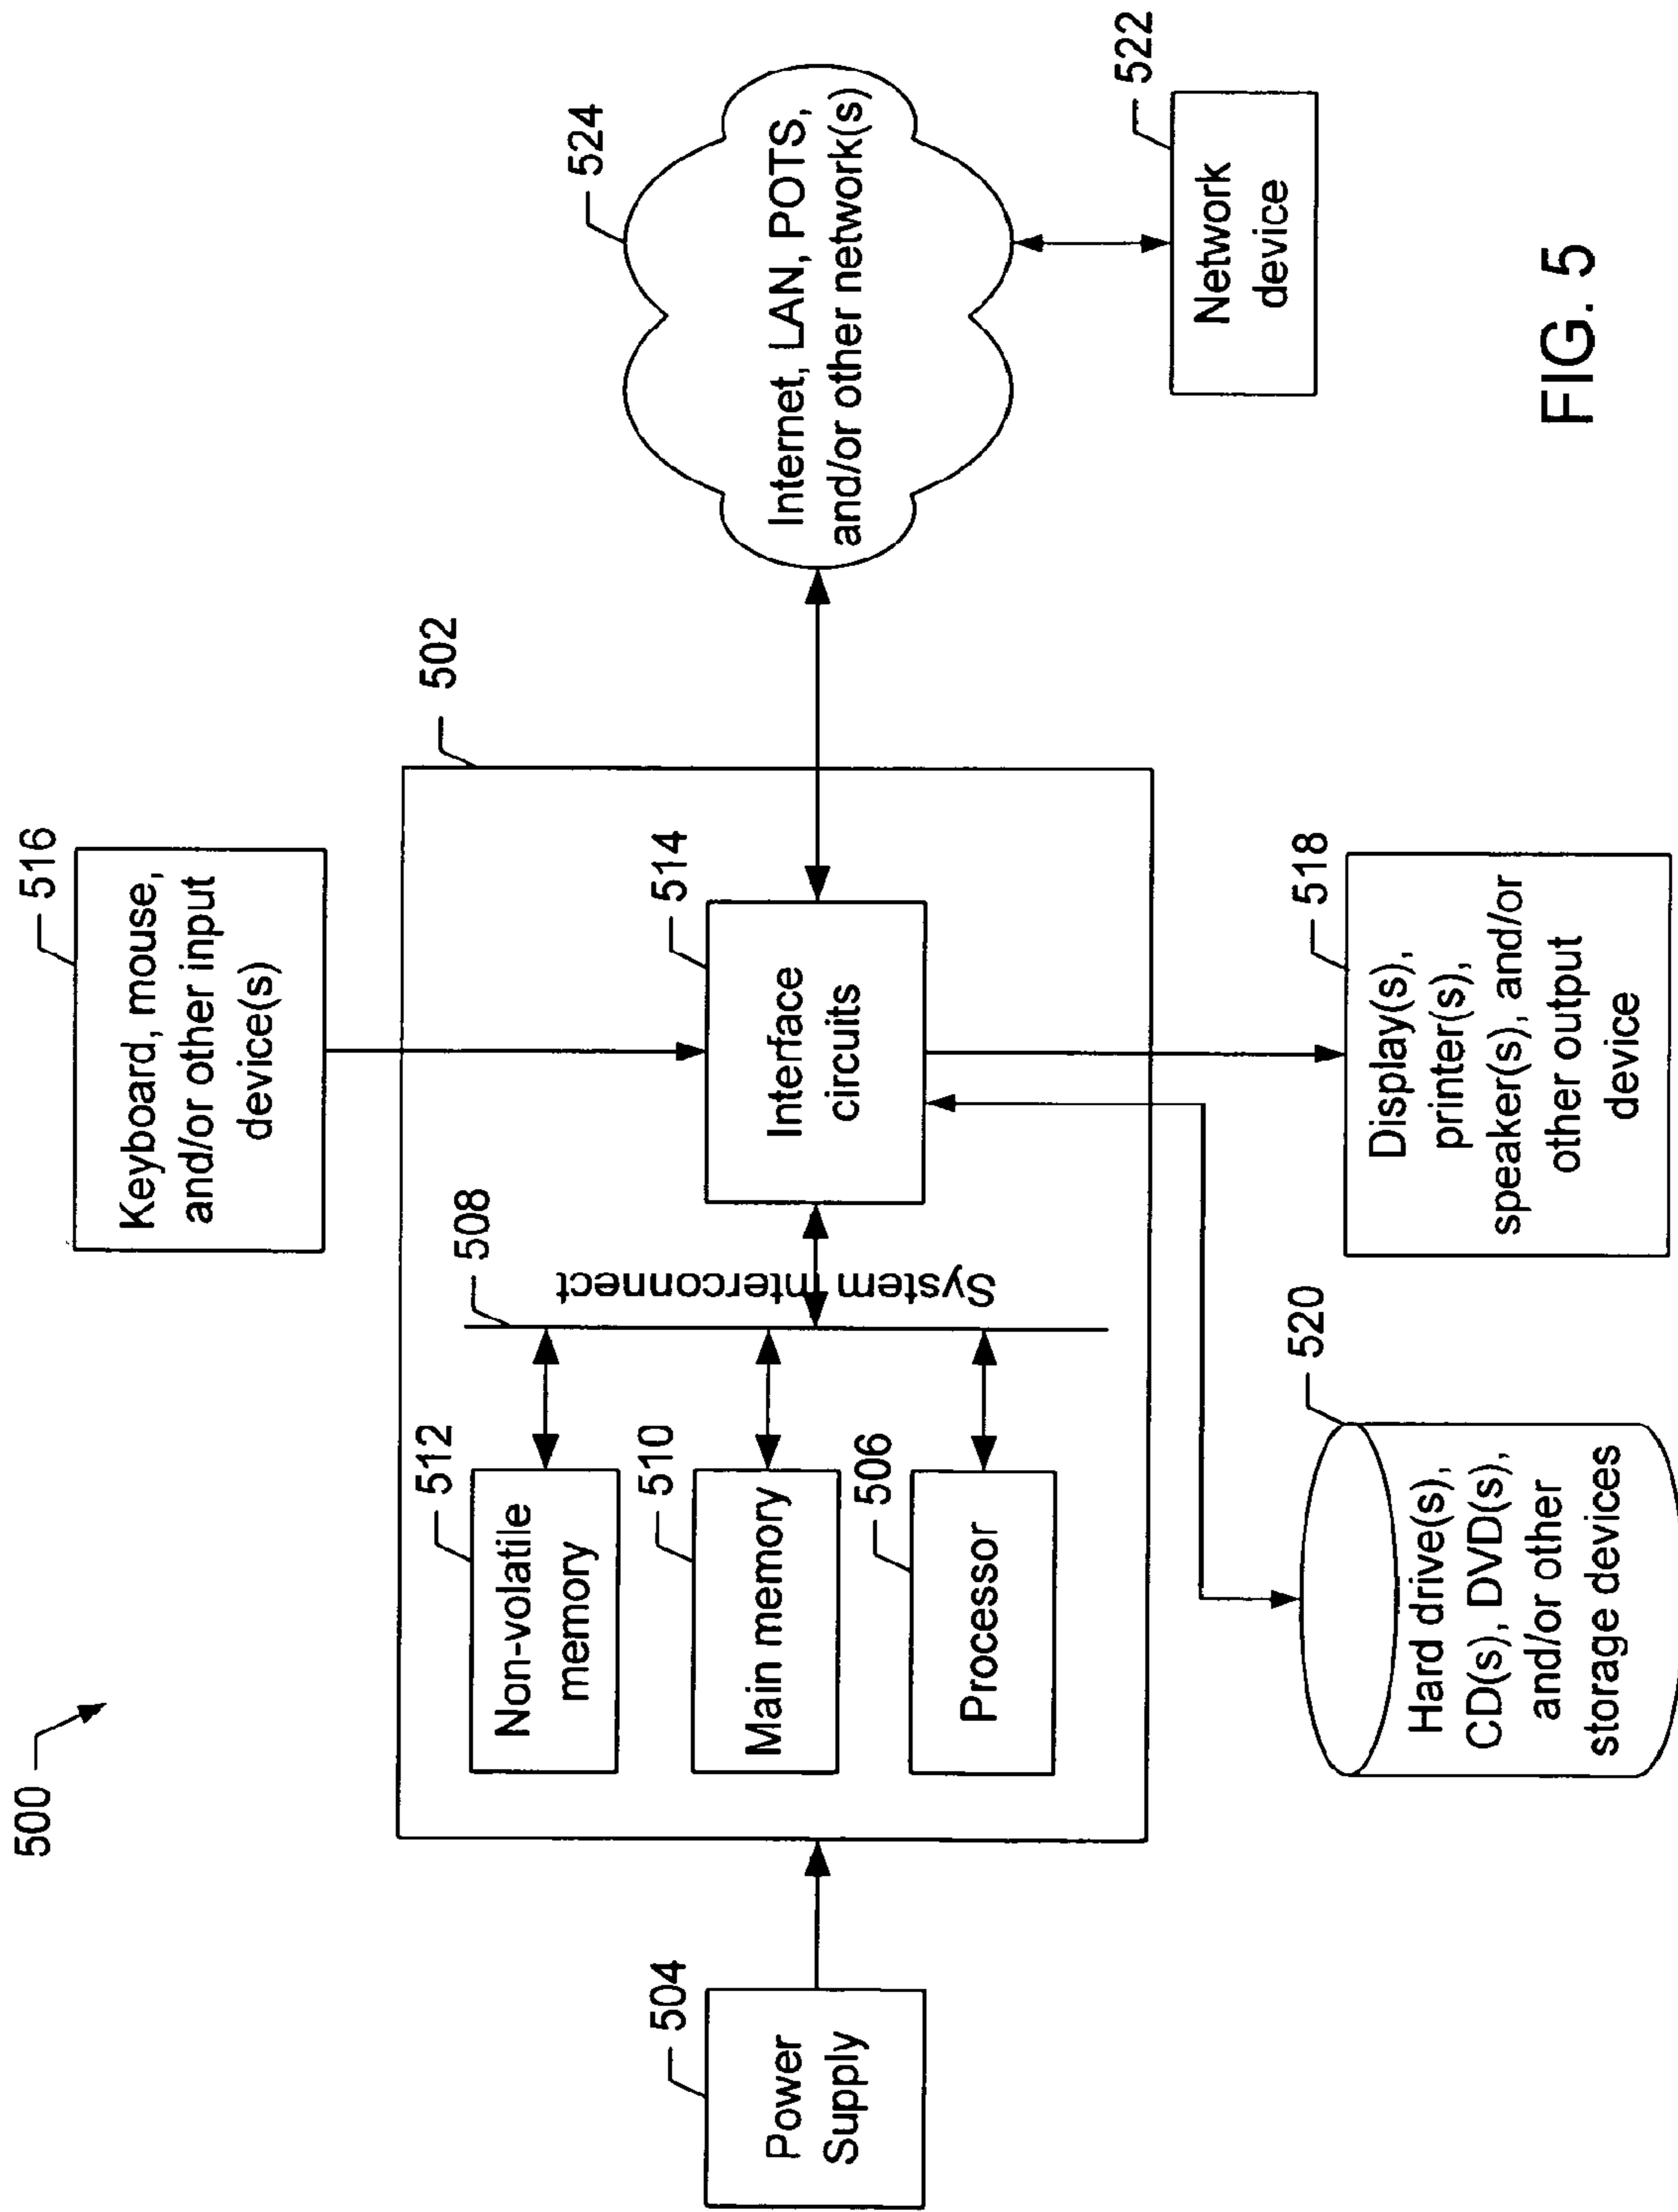 500
516
Keyboard, mouse,
and/or other input
device(s)
502
524
Internet, LAN, POTS,
and/or other network(s)
522
Network
device
504
Power
Supply
512
Non-volatile
memory
510
Main memory
506
Processor
508
System interconnect
514
Interface
circuits
520
Hard drive(s),
CD(s), DVD(s),
and/or other
storage devices
518
Display(s),
printer(s),
speaker(s), and/or
other output
device
FIG. 5